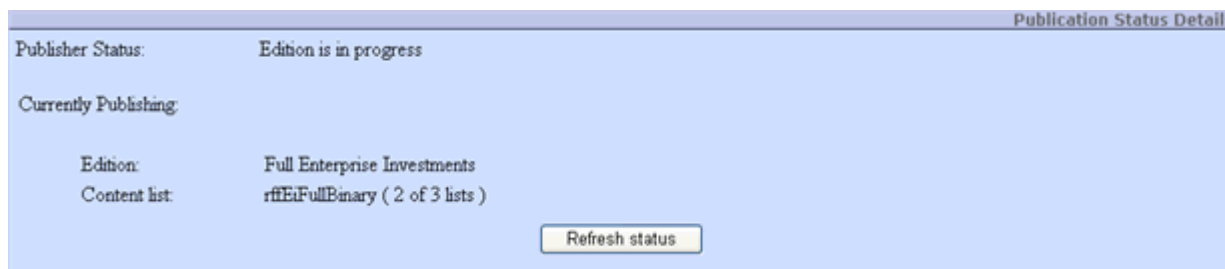 Publication Status Detail
Publisher Status: Edition is in progress
Currently Publishing:
Edition: Full Enterprise Investments
Content list: rffEiFullBinary ( 2 of 3 lists )
Refresh status